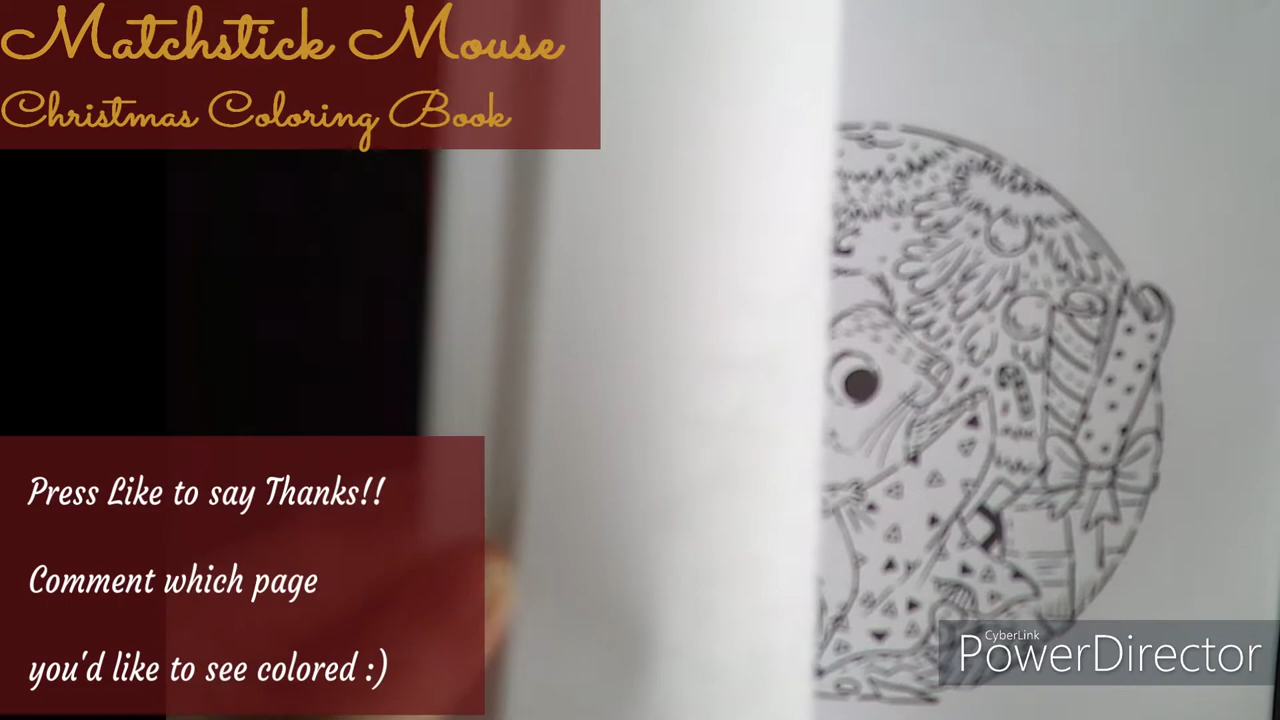 Matchstick Mouse
Christmas Coloring Book
Press Like to say Thanks!!
Comment which page
you'd like to see colored :)
CyberLink
PowerDirector